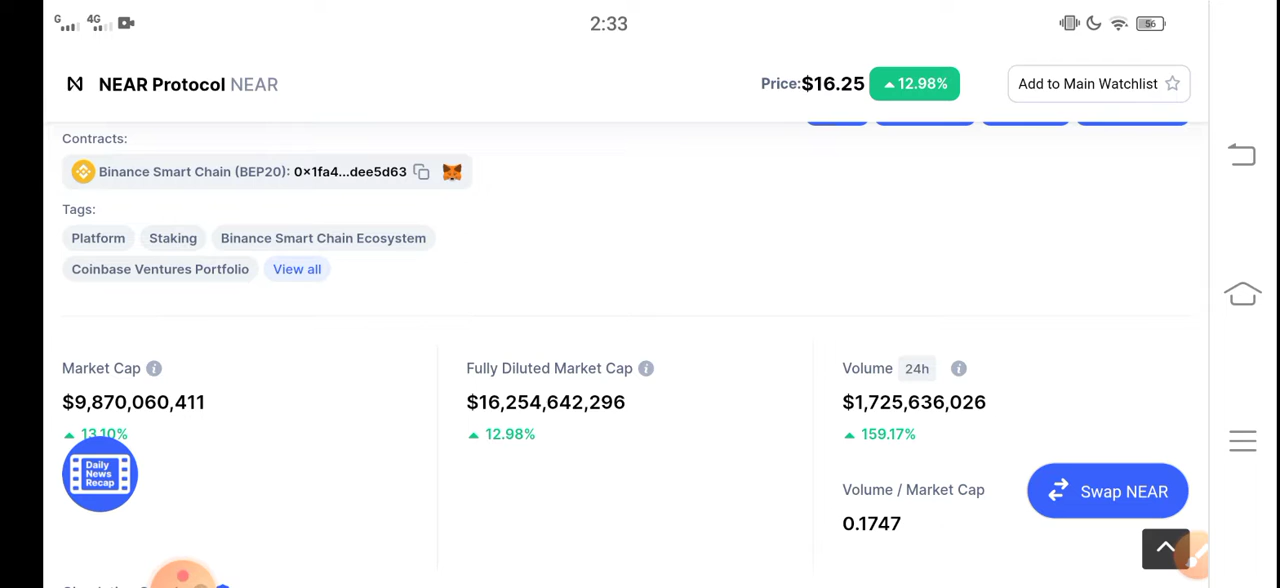 G 4G 2:33 56
NEAR Protocol NEAR Price:$16.25 12.98% Add to Main Watchlist
Contracts:
Binance Smart Chain (BEP20): 0x1fa4...dee5d63
Tags:
Platform Staking Binance Smart Chain Ecosystem
Coinbase Ventures Portfolio View all
Market Cap Fully Diluted Market Cap Volume 24h
$9,870,060,411 $16,254,642,296 $1,725,636,026
13.10% 12.98% 159.17%
Daily
News
Recap
Volume / Market Cap
Swap NEAR
0.1747